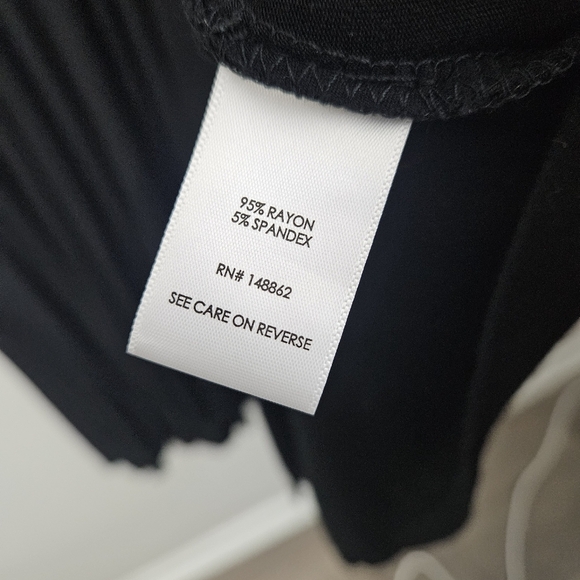 95% RAYON
5% SPANDEX
RN# 148862
SEE CARE ON REVERSE